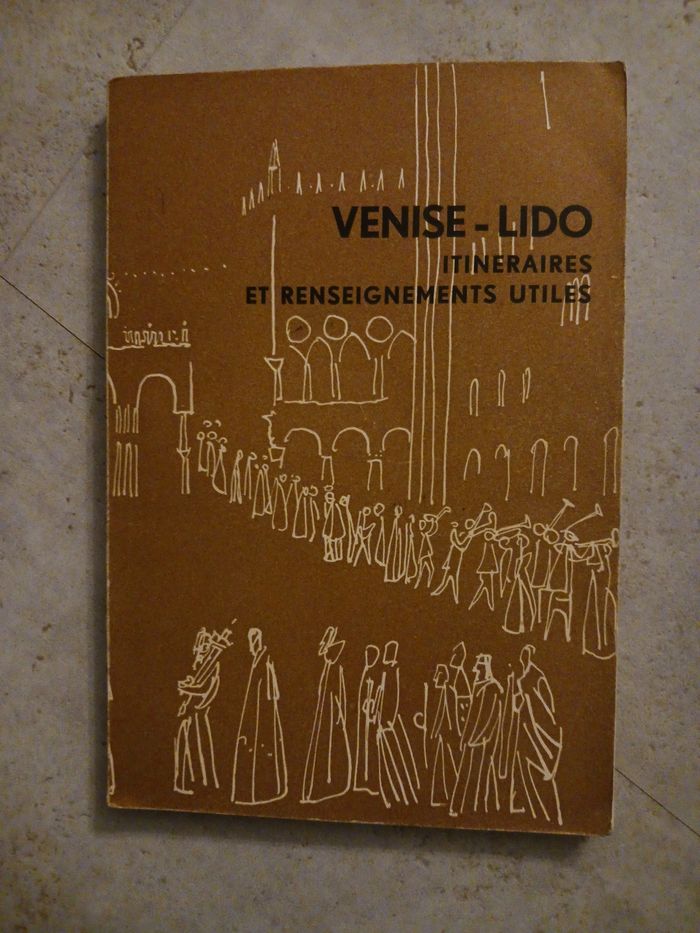 VENISE - LIDO
ITINERAIRES
ET RENSEIGNEMENTS UTILES